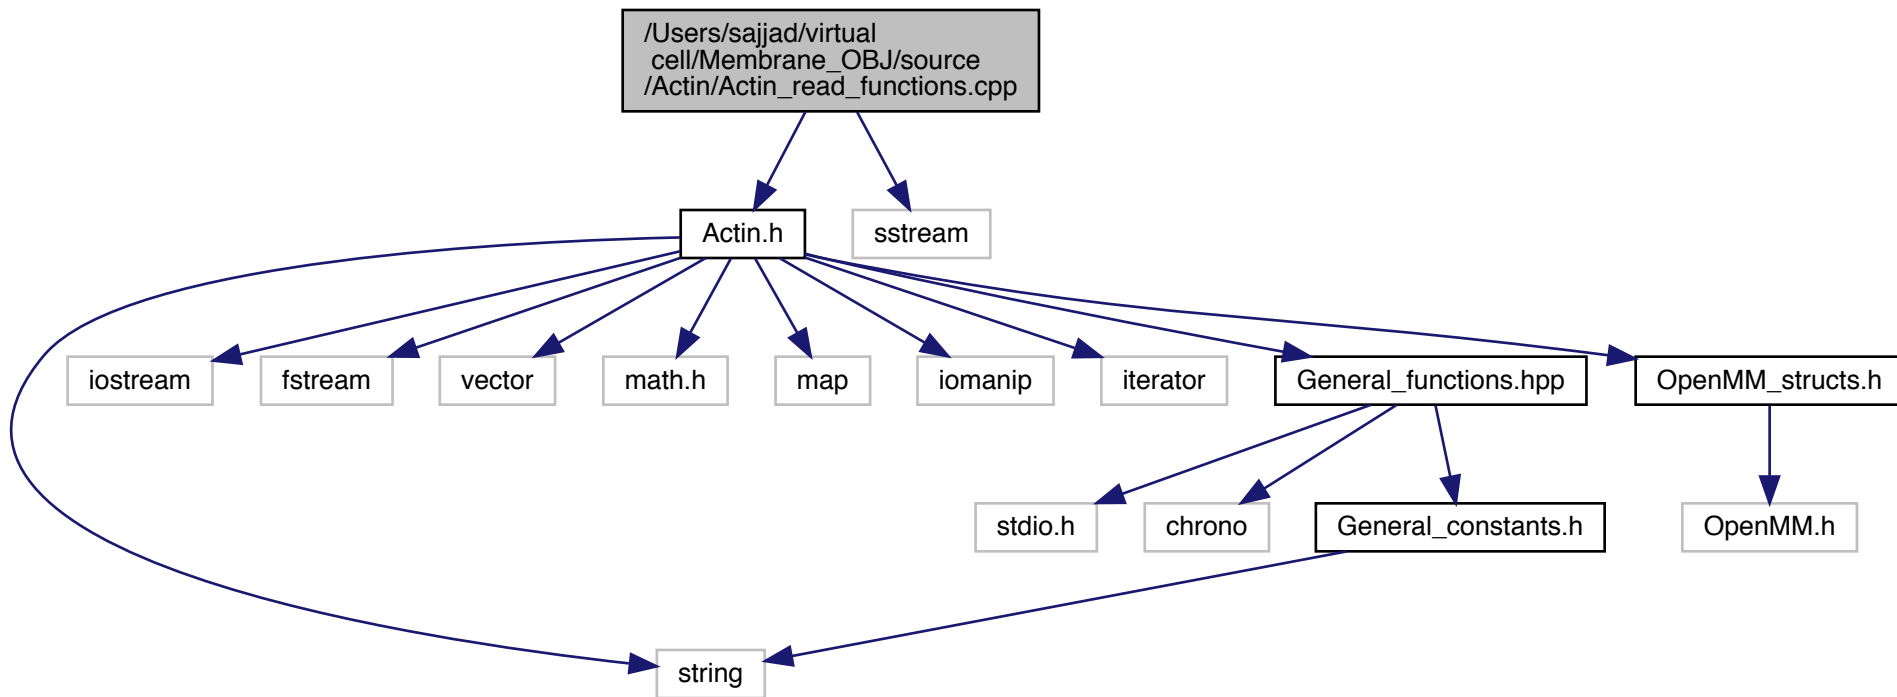 /Users/sajjad/virtual
cell/Membrane_OBJ/source
/Actin/Actin_read_functions.cpp
Actin.h
sstream
iostream
fstream
vector
math.h
map
iomanip
iterator
General_functions.hpp
OpenMM_structs.h
stdio.h
chrono
General_constants.h
OpenMM.h
string